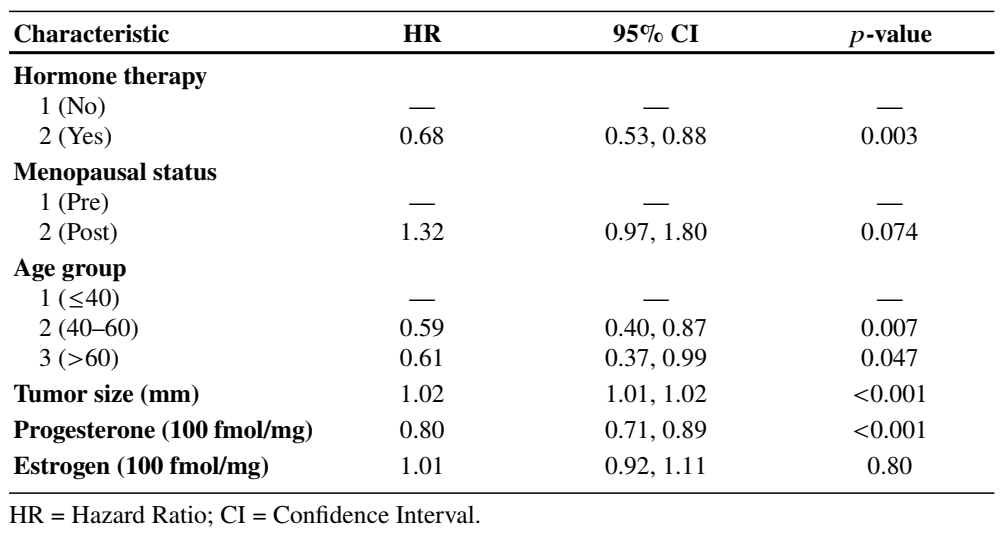 Characteristic HR 95% CI p-value
Hormone therapy
1 (No) — — —
2 (Yes) 0.68 0.53, 0.88 0.003
Menopausal status
1 (Pre) — — —
2 (Post) 1.32 0.97, 1.80 0.074
Age group
1 (≤40) — — —
2 (40–60) 0.59 0.40, 0.87 0.007
3 (>60) 0.61 0.37, 0.99 0.047
Tumor size (mm) 1.02 1.01, 1.02 <0.001
Progesterone (100 fmol/mg) 0.80 0.71, 0.89 <0.001
Estrogen (100 fmol/mg) 1.01 0.92, 1.11 0.80
HR = Hazard Ratio; CI = Confidence Interval.